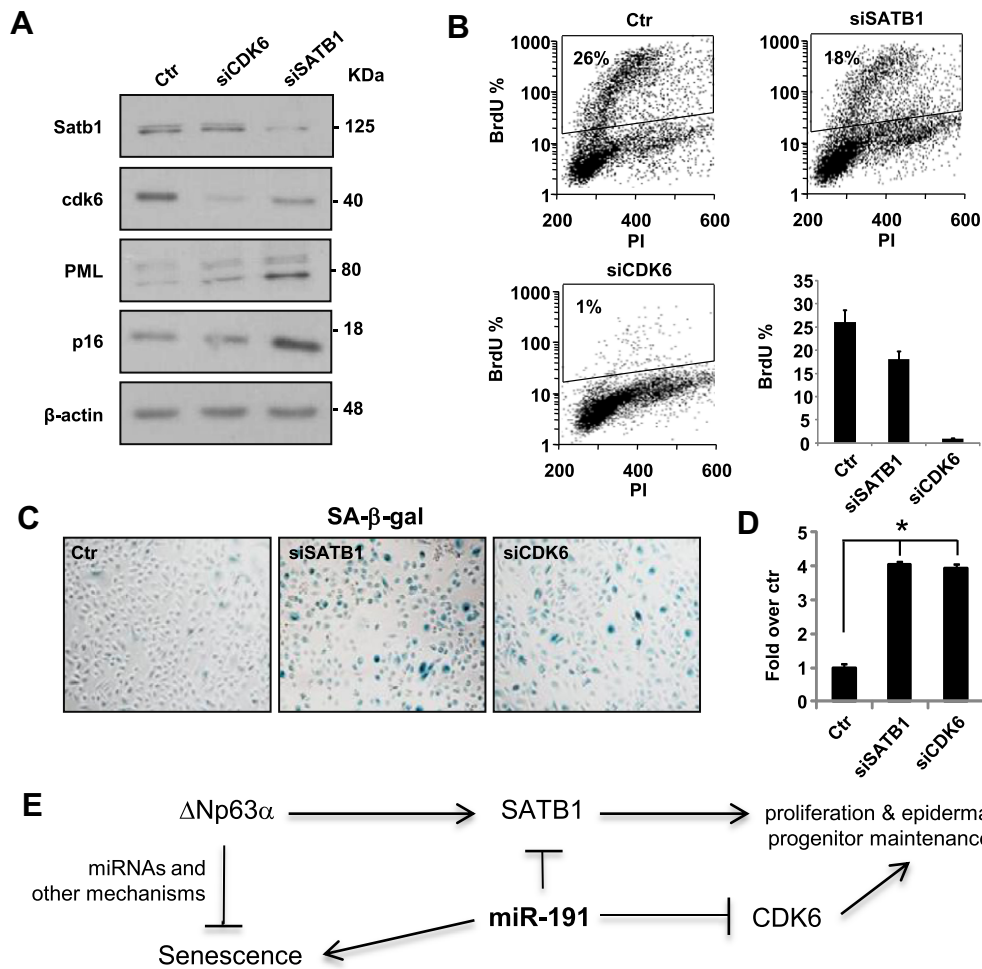 A
Ctr
siCDK6
siSATB1
KDa
Satb1
125
cdk6
40
PML
80
p16
18
β-actin
48
B
Ctr
26%
BrdU %
1000
100
10
1
200
400
600
PI
siSATB1
18%
BrdU %
1000
100
10
1
200
400
600
PI
siCDK6
1%
BrdU %
1000
100
10
1
200
400
600
PI
BrdU %
35
30
25
20
15
10
5
0
Ctr
siSATB1
siCDK6
C
SA-β-gal
Ctr
siSATB1
siCDK6
D
*
Fold over ctr
5
4
3
2
1
0
Ctr
siSATB1
siCDK6
E
ΔNp63α
SATB1
proliferation & epiderma
progenitor maintenance
miRNAs and
other mechanisms
miR-191
CDK6
Senescence